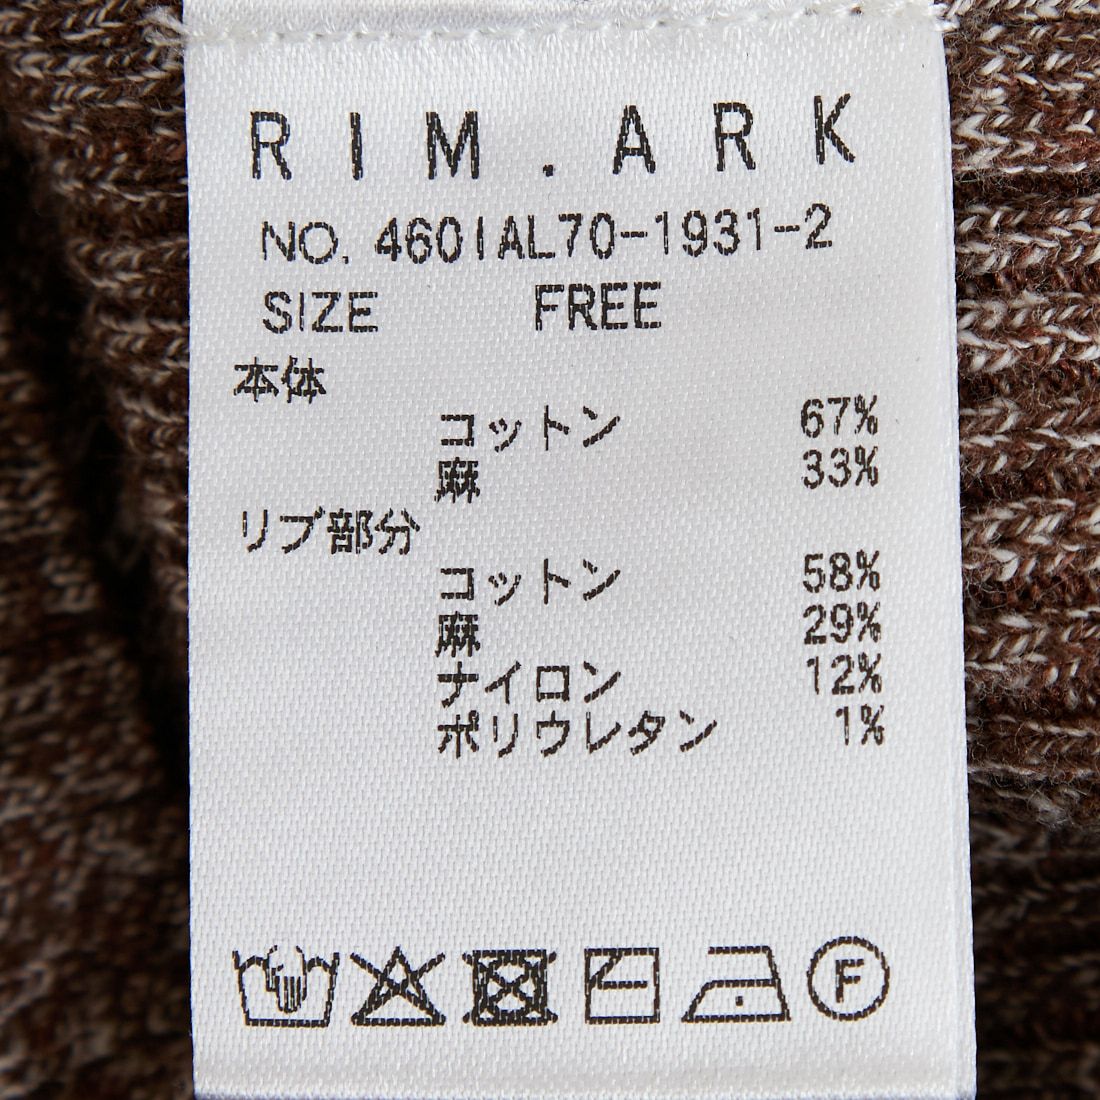 RIM.ARK
NO. 460IAL70-1931-2
SIZE FREE
本体
コットン 67%
麻 33%
リブ部分
コットン 58%
麻 29%
ナイロン 12%
ポリウレタン 1%
F